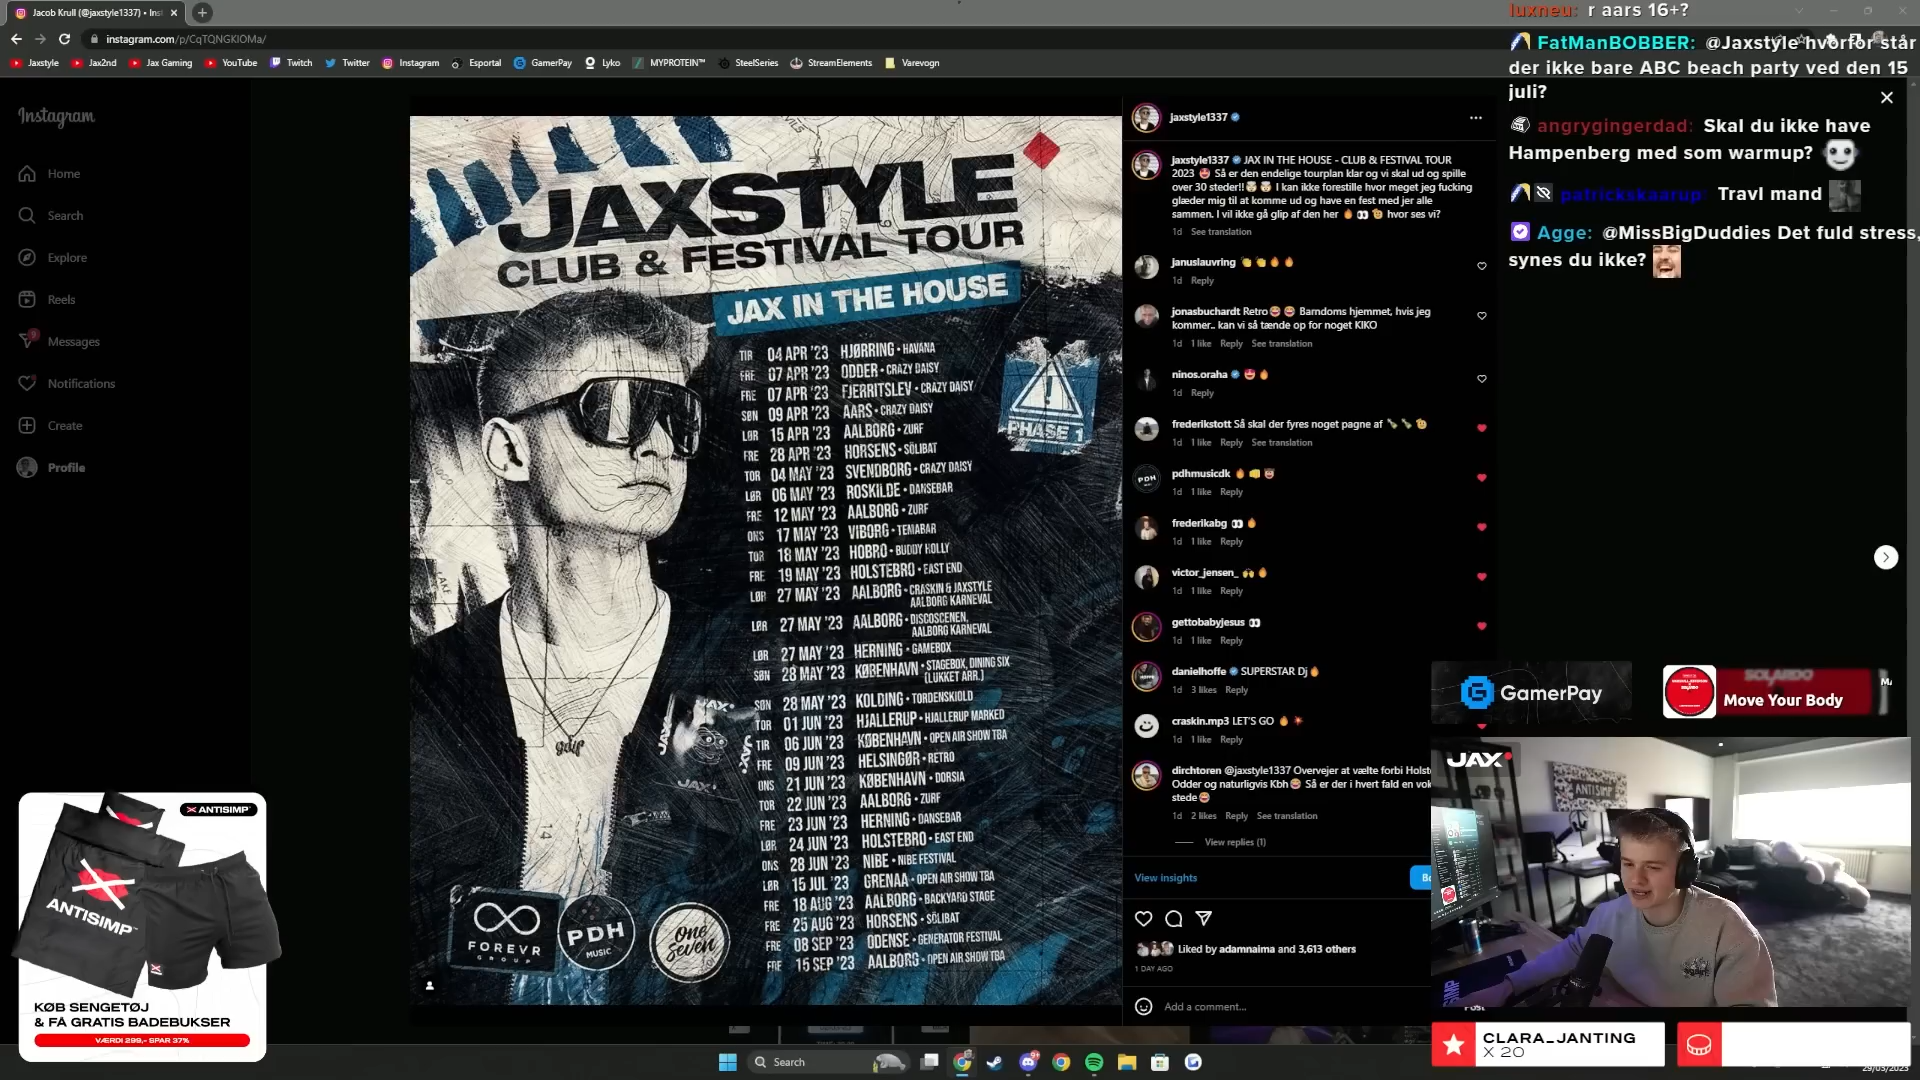 Jacob Krull (@jaxstyle1337) • Inst
instagram.com/p/CqTQNGKIOMa/
Jaxstyle
Jax2nd
Jax Gaming
YouTube
Twitch
Twitter
Instagram
Esportal
GamerPay
Lyko
MYPROTEIN™
SteelSeries
StreamElements
Varevogn
Instagram
Home
Search
Explore
Reels
9
Messages
Notifications
Create
Profile
JAXSTYLE
CLUB & FESTIVAL TOUR
JAX IN THE HOUSE
PHASE 1
TIR 04 APR '23 HJØRRING • HAVANA
FRE 07 APR '23 ODDER • CRAZY DAISY
FRE 07 APR '23 FJERRITSLEV • CRAZY DAISY
SØN 09 APR '23 AARS • CRAZY DAISY
LØR 15 APR '23 AALBORG • ZURF
FRE 28 APR '23 HORSENS • SÖLIBAT
TOR 04 MAY '23 SVENDBORG • CRAZY DAISY
LØR 06 MAY '23 ROSKILDE • DANSEBAR
FRE 12 MAY '23 AALBORG • ZURF
ONS 17 MAY '23 VIBORG • TEMABAR
TOR 18 MAY '23 HOBRO • BUDDY HOLLY
FRE 19 MAY '23 HOLSTEBRO • EAST END
LØR 27 MAY '23 AALBORG • CRASKIN & JAXSTYLE
AALBORG KARNEVAL
LØR 27 MAY '23 AALBORG • DISCOSCENEN,
AALBORG KARNEVAL
LØR 27 MAY '23 HERNING • GAMEBOX
SØN 28 MAY '23 KØBENHAVN • STAGEBOX, DINING SIX
(LUKKET ARR.)
SØN 28 MAY '23 KOLDING • TORDENSKIOLD
TOR 01 JUN '23 HJALLERUP • HJALLERUP MARKED
TIR 06 JUN '23 KØBENHAVN • OPEN AIR SHOW TBA
FRE 09 JUN '23 HELSINGØR • RETRO
ONS 21 JUN '23 KØBENHAVN • DORSIA
TOR 22 JUN '23 AALBORG • ZURF
FRE 23 JUN '23 HERNING • DANSEBAR
LØR 24 JUN '23 HOLSTEBRO • EAST END
ONS 28 JUN '23 NIBE • NIBE FESTIVAL
LØR 15 JUL '23 GRENAA • OPEN AIR SHOW TBA
FRE 18 AUG '23 AALBORG • BACKYARD STAGE
FRE 25 AUG '23 HORSENS • SÖLIBAT
FRE 08 SEP '23 ODENSE • GENERATOR FESTIVAL
FRE 15 SEP '23 AALBORG • OPEN AIR SHOW TBA
FOREVR
GROUP
PDH
MUSIC
one
seven
jaxstyle1337
jaxstyle1337 JAX IN THE HOUSE - CLUB & FESTIVAL TOUR
2023 😍 Så er den endelige tourplan klar og vi skal ud og spille
over 30 steder!!🤯🤯 I kan ikke forestille hvor meget jeg fucking
glæder mig til at komme ud og have en fest med jer alle
sammen. I vil ikke gå glip af den her 🔥 👀 🫡 hvor ses vi?
1d See translation
januslauvring 👏 👏 🔥 🔥
1d Reply
jonasbuchardt Retro😂 😂 Barndoms hjemmet, hvis jeg
kommer.. kan vi så tænde op for noget KIKO
1d 1 like Reply See translation
ninos.oraha 😍 🔥
1d Reply
frederikstott Så skal der fyres noget pagne af 🍾 🍾 🫡
1d 1 like Reply See translation
PDH
pdhmusicdk
1d 1 like Reply
frederikabg 👀 🔥
1d 1 like Reply
victor_jensen_ 🙌 🔥
1d 1 like Reply
gettobabyjesus 👀
1d 1 like Reply
danielhoffe SUPERSTAR Dj🔥
1d 3 likes Reply
craskin.mp3 LET'S GO 🔥 💥
1d 1 like Reply
dirchtoren @jaxstyle1337 Overvejer at vælte forbi Holst
Odder og naturligvis Kbh😂 Så er der i hvert fald en vok
stede😂
1d 2 likes Reply See translation
View replies (1)
View insights
Bo
Liked by adamnaima and 3,613 others
1 DAY AGO
Add a comment...
luxneu: r aars 16+?
FatManBOBBER: @Jaxstyle hvorfor står
der ikke bare ABC beach party ved den 15
juli?
angrygingerdad: Skal du ikke have
Hampenberg med som warmup?
patrickskaarup: Travl mand
Agge: @MissBigDuddies Det fuld stress,
synes du ikke?
GamerPay
SOLARDO
Move Your Body
JAX
ANTISIMP
CLARA_JANTING
X 20
ANTISIMP
ANTISIMP™
KØB SENGETØJ
& FÅ GRATIS BADEBUKSER
VÆRDI 299,- SPAR 37%
Search
29/03/2023